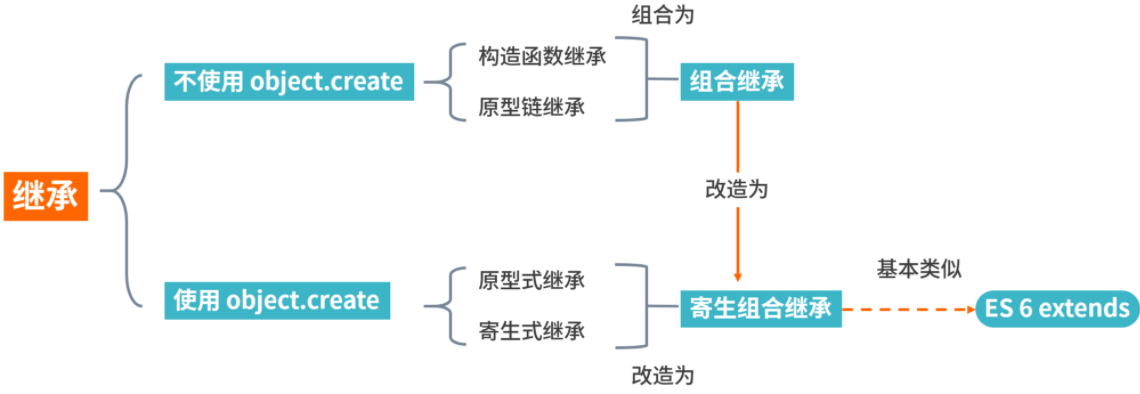 组合为
构造函数继承
不使用 object.create
组合继承
原型链继承
继承
改造为
原型式继承
基本类似
使用 object.create
寄生组合继承
ES 6 extends
寄生式继承
改造为